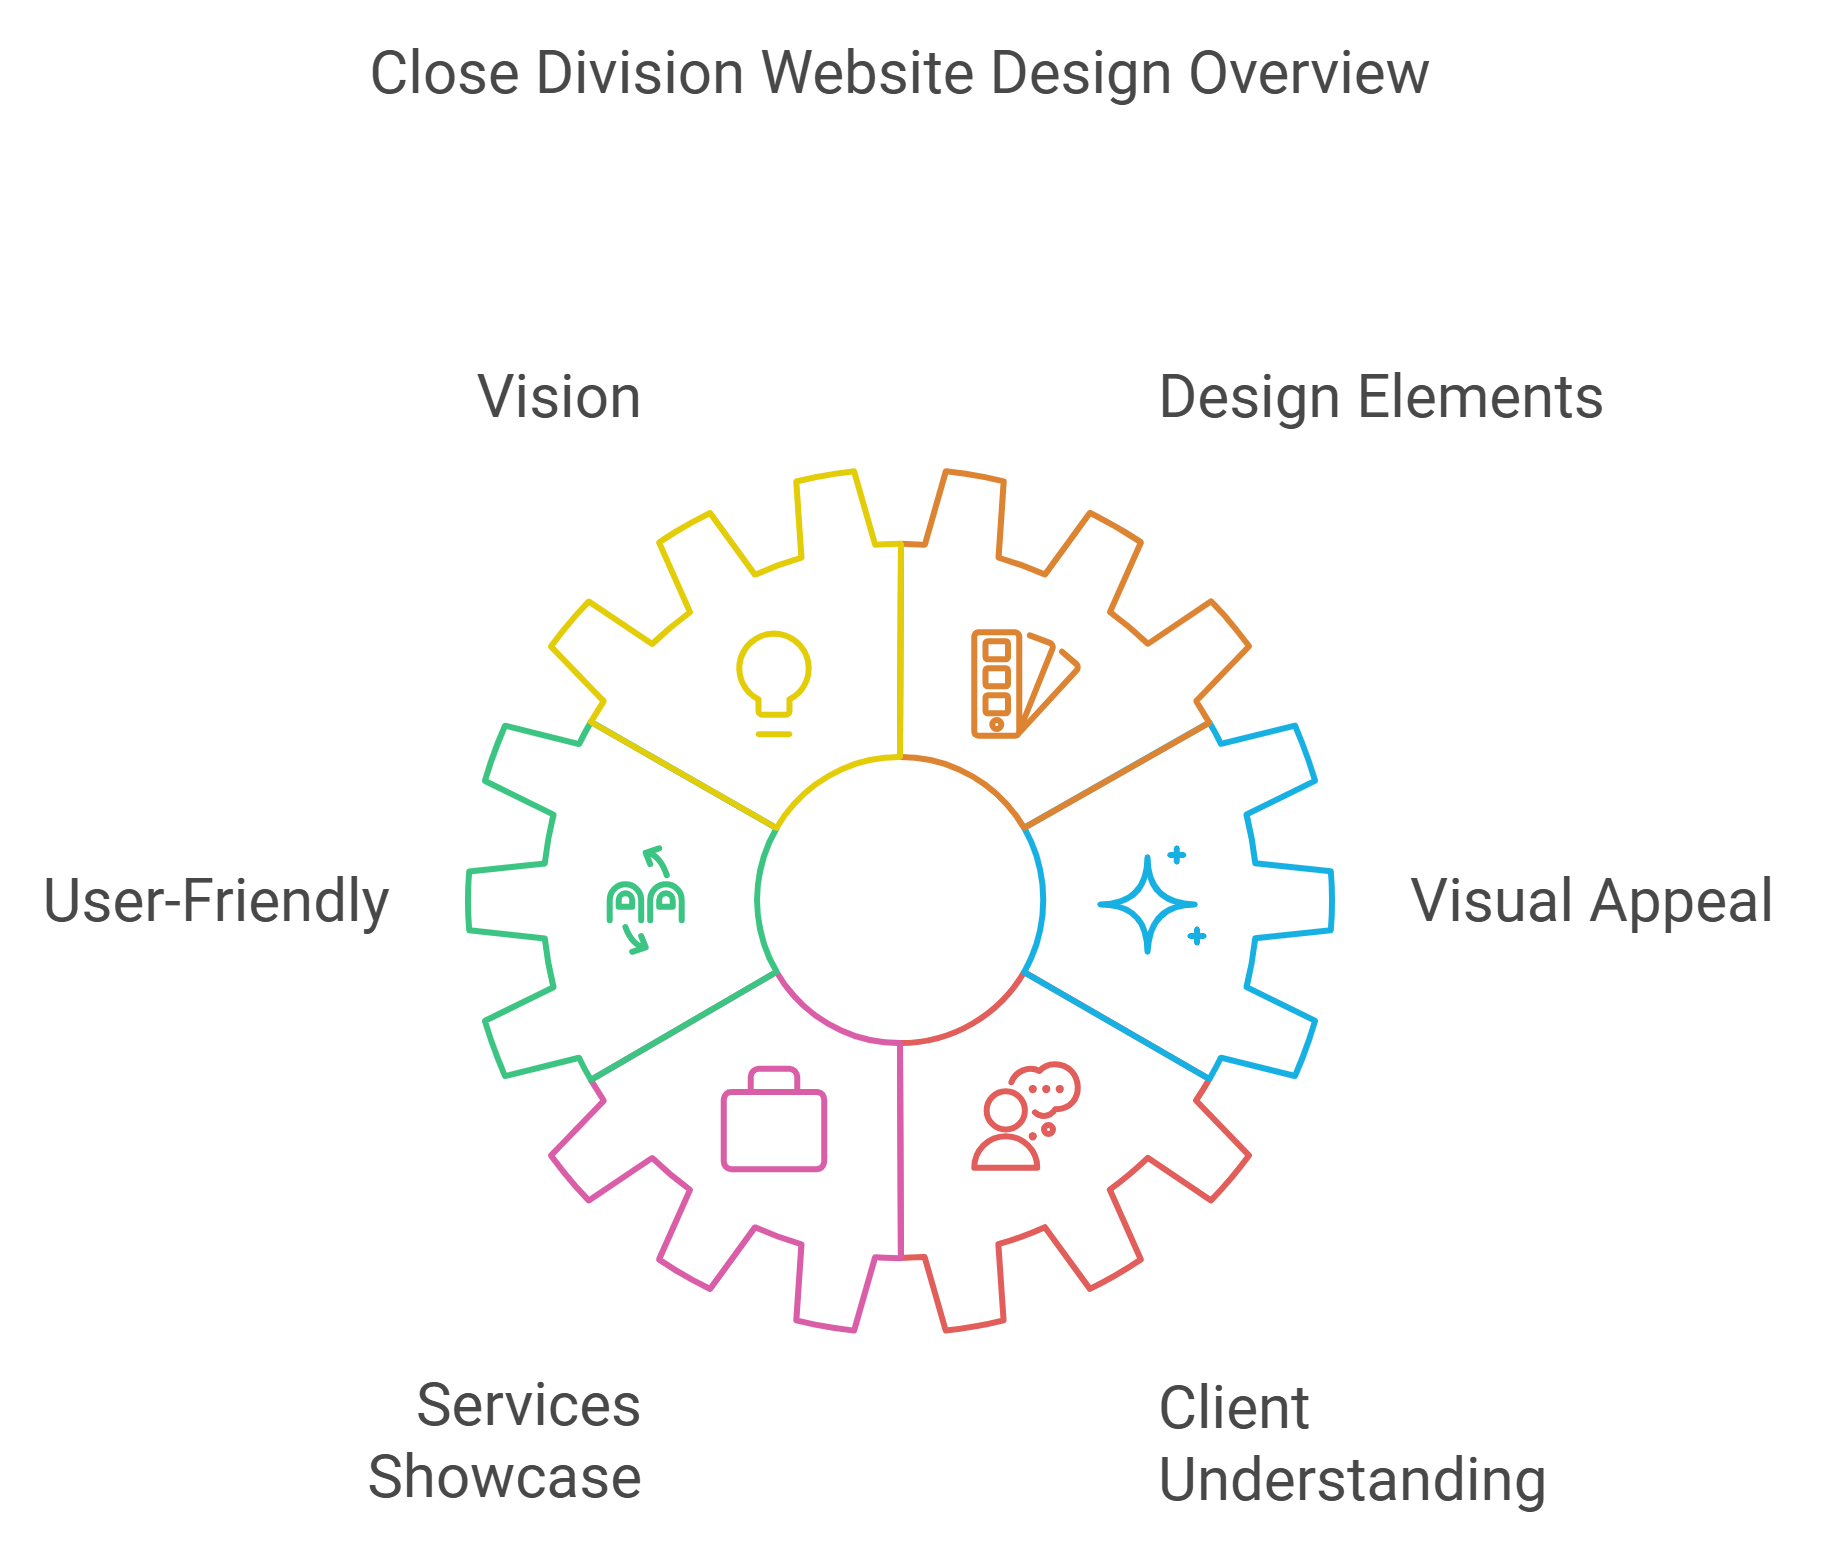 Close Division Website Design Overview
Vision
Design Elements
User-Friendly
Visual Appeal
Services
Showcase
Client
Understanding